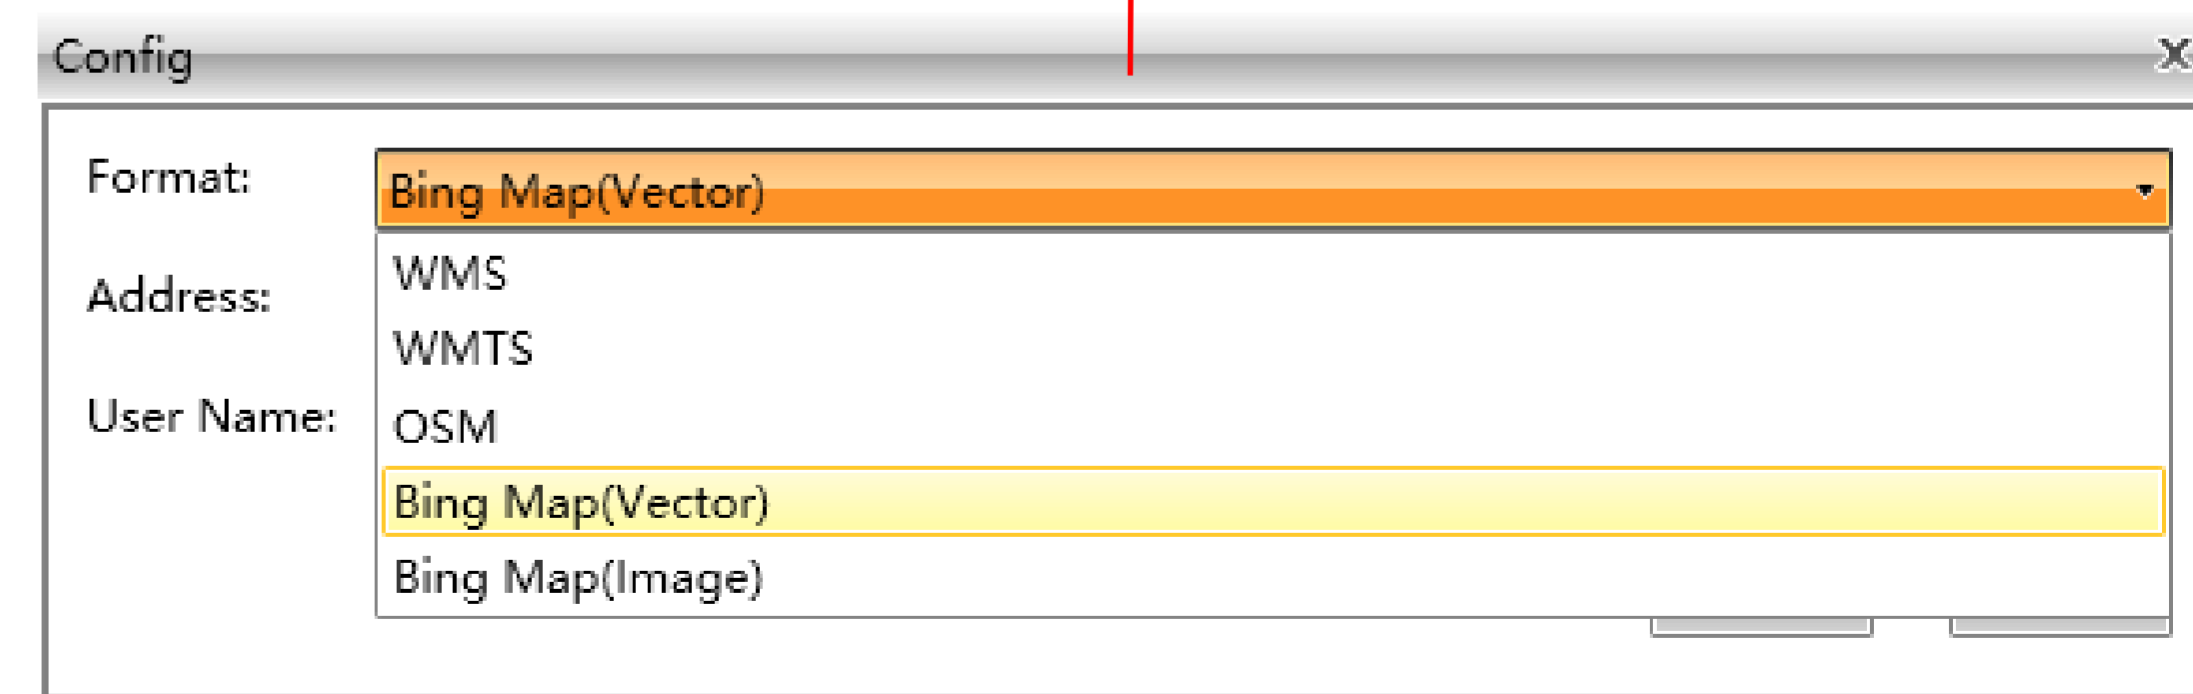 Config
Format:
Bing Map(Vector)
WMS
Address:
WMTS
User Name:
OSM
Bing Map(Vector)
Bing Map(Image)